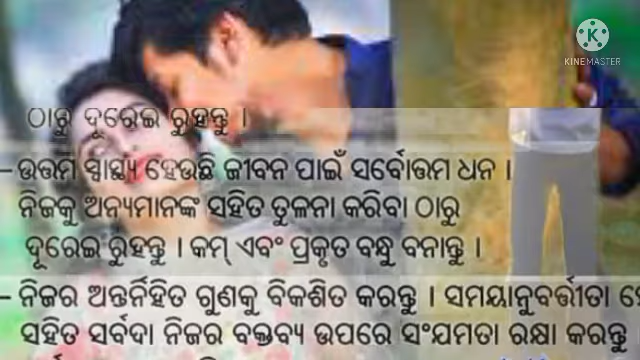 KINEMASTER
ଠାରୁ ଦୂରେଇ ରୁହନ୍ତୁ ।
– ଉତ୍ତମ ସ୍ୱାସ୍ଥ୍ୟ ହେଉଛି ଜୀବନ ପାଇଁ ସର୍ବୋତ୍ତମ ଧନ ।
ନିଜକୁ ଅନ୍ୟମାନଙ୍କ ସହିତ ତୁଳନା କରିବା ଠାରୁ
ଦୂରେଇ ରୁହନ୍ତୁ । କମ୍ ଏବଂ ପ୍ରକୃତ ବନ୍ଧୁ ବନାନ୍ତୁ ।
– ନିଜର ଅନ୍ତର୍ନିହିତ ଗୁଣକୁ ବିକଶିତ କରନ୍ତୁ । ସମୟାନୁବର୍ତ୍ତୀତା
ସହିତ ସର୍ବଦା ନିଜର ବକ୍ତବ୍ୟ ଉପରେ ସଂଯମତା ରକ୍ଷା କରନ୍ତୁ